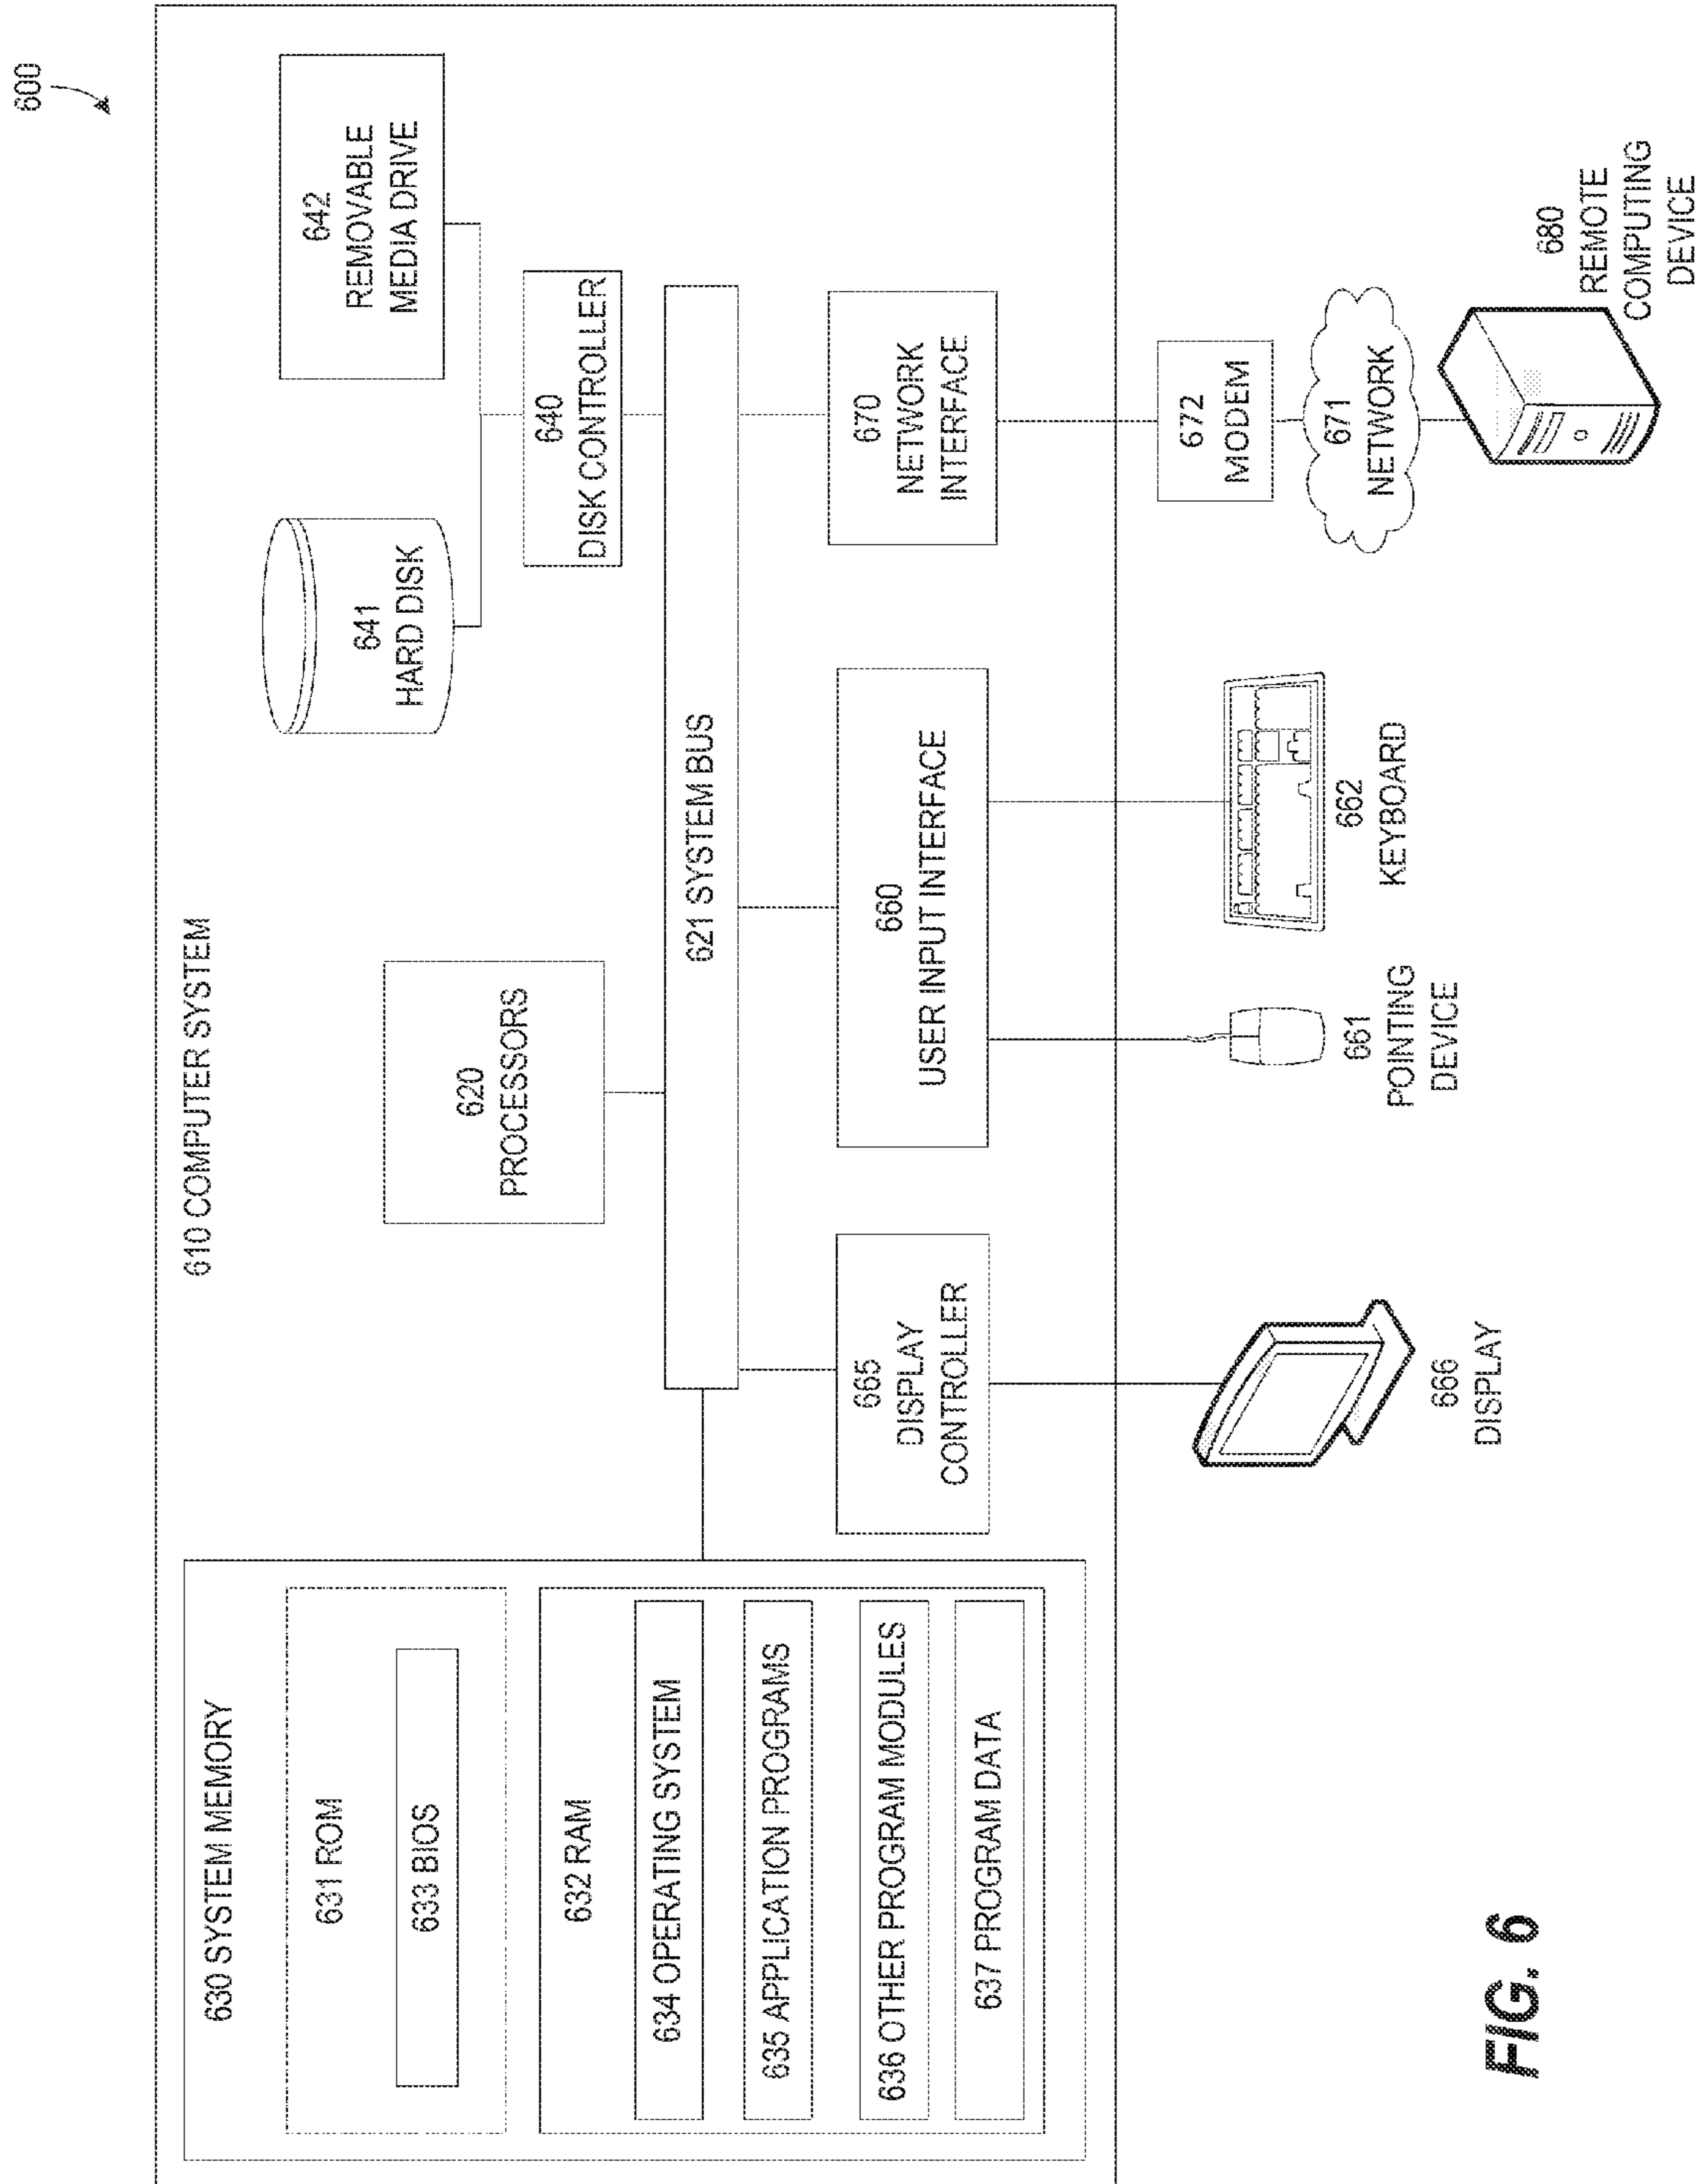 600
610 COMPUTER SYSTEM
630 SYSTEM MEMORY
631 ROM
633 BIOS
632 RAM
634 OPERATING SYSTEM
635 APPLICATION PROGRAMS
636 OTHER PROGRAM MODULES
637 PROGRAM DATA
620
PROCESSORS
641
HARD DISK
642
REMOVABLE
MEDIA DRIVE
640
DISK CONTROLLER
621 SYSTEM BUS
665
DISPLAY
CONTROLLER
660
USER INPUT INTERFACE
670
NETWORK
INTERFACE
672
MODEM
671
NETWORK
666
DISPLAY
661
POINTING
DEVICE
662
KEYBOARD
680
REMOTE
COMPUTING
DEVICE
FIG. 6